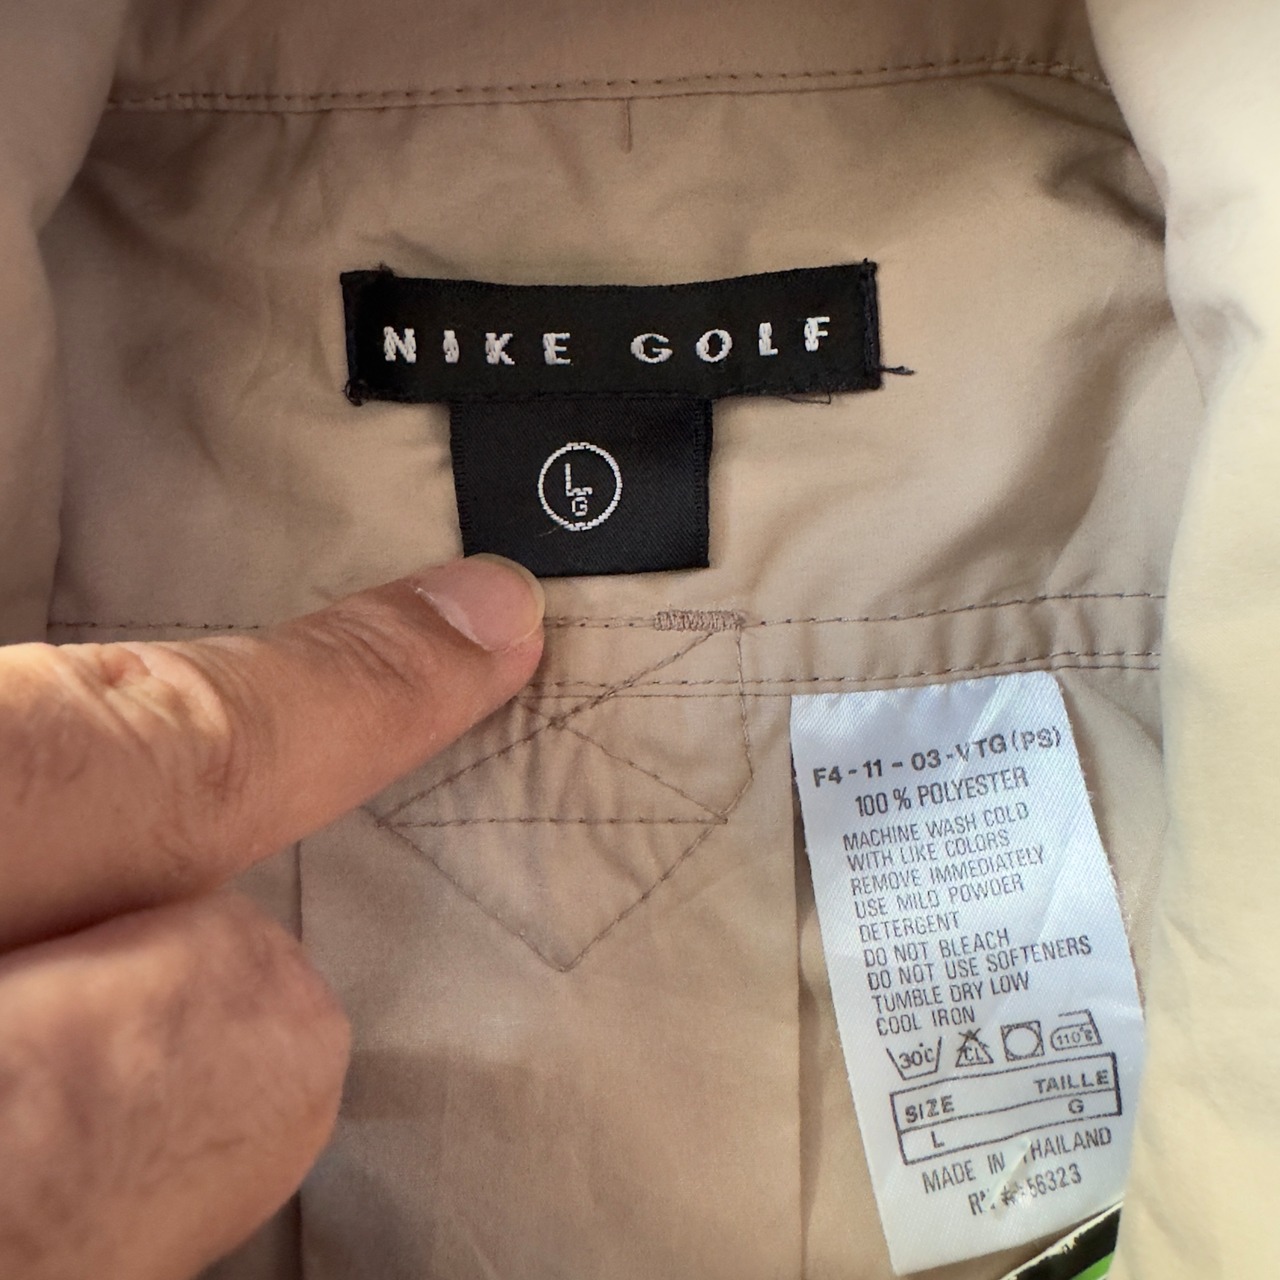 NIKE GOLF
L
G
F4-11-03-VTG(PS)
100% POLYESTER
MACHINE WASH COLD
WITH LIKE COLORS
REMOVE IMMEDIATELY
USE MILD POWDER
DETERGENT
DO NOT BLEACH
DO NOT USE SOFTENERS
TUMBLE DRY LOW
COOL IRON
30°C CL 110°C
SIZE TAILLE
L G
MADE IN THAILAND